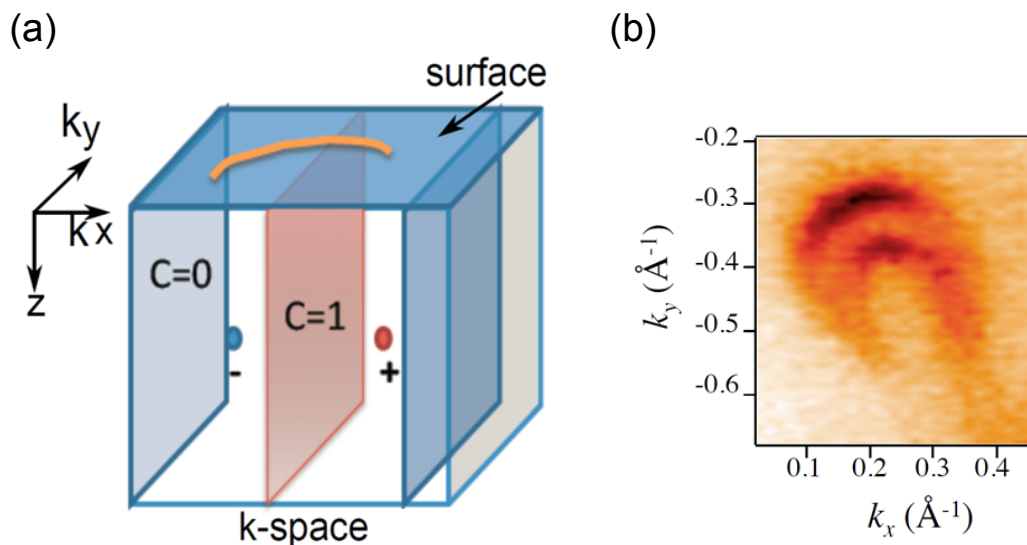 (a)
surface
ky
kx
z
C=0
C=1
-
+
k-space
(b)
-0.2
-0.3
-0.4
-0.5
-0.6
ky (Å-1)
0.1 0.2 0.3 0.4
kx (Å-1)